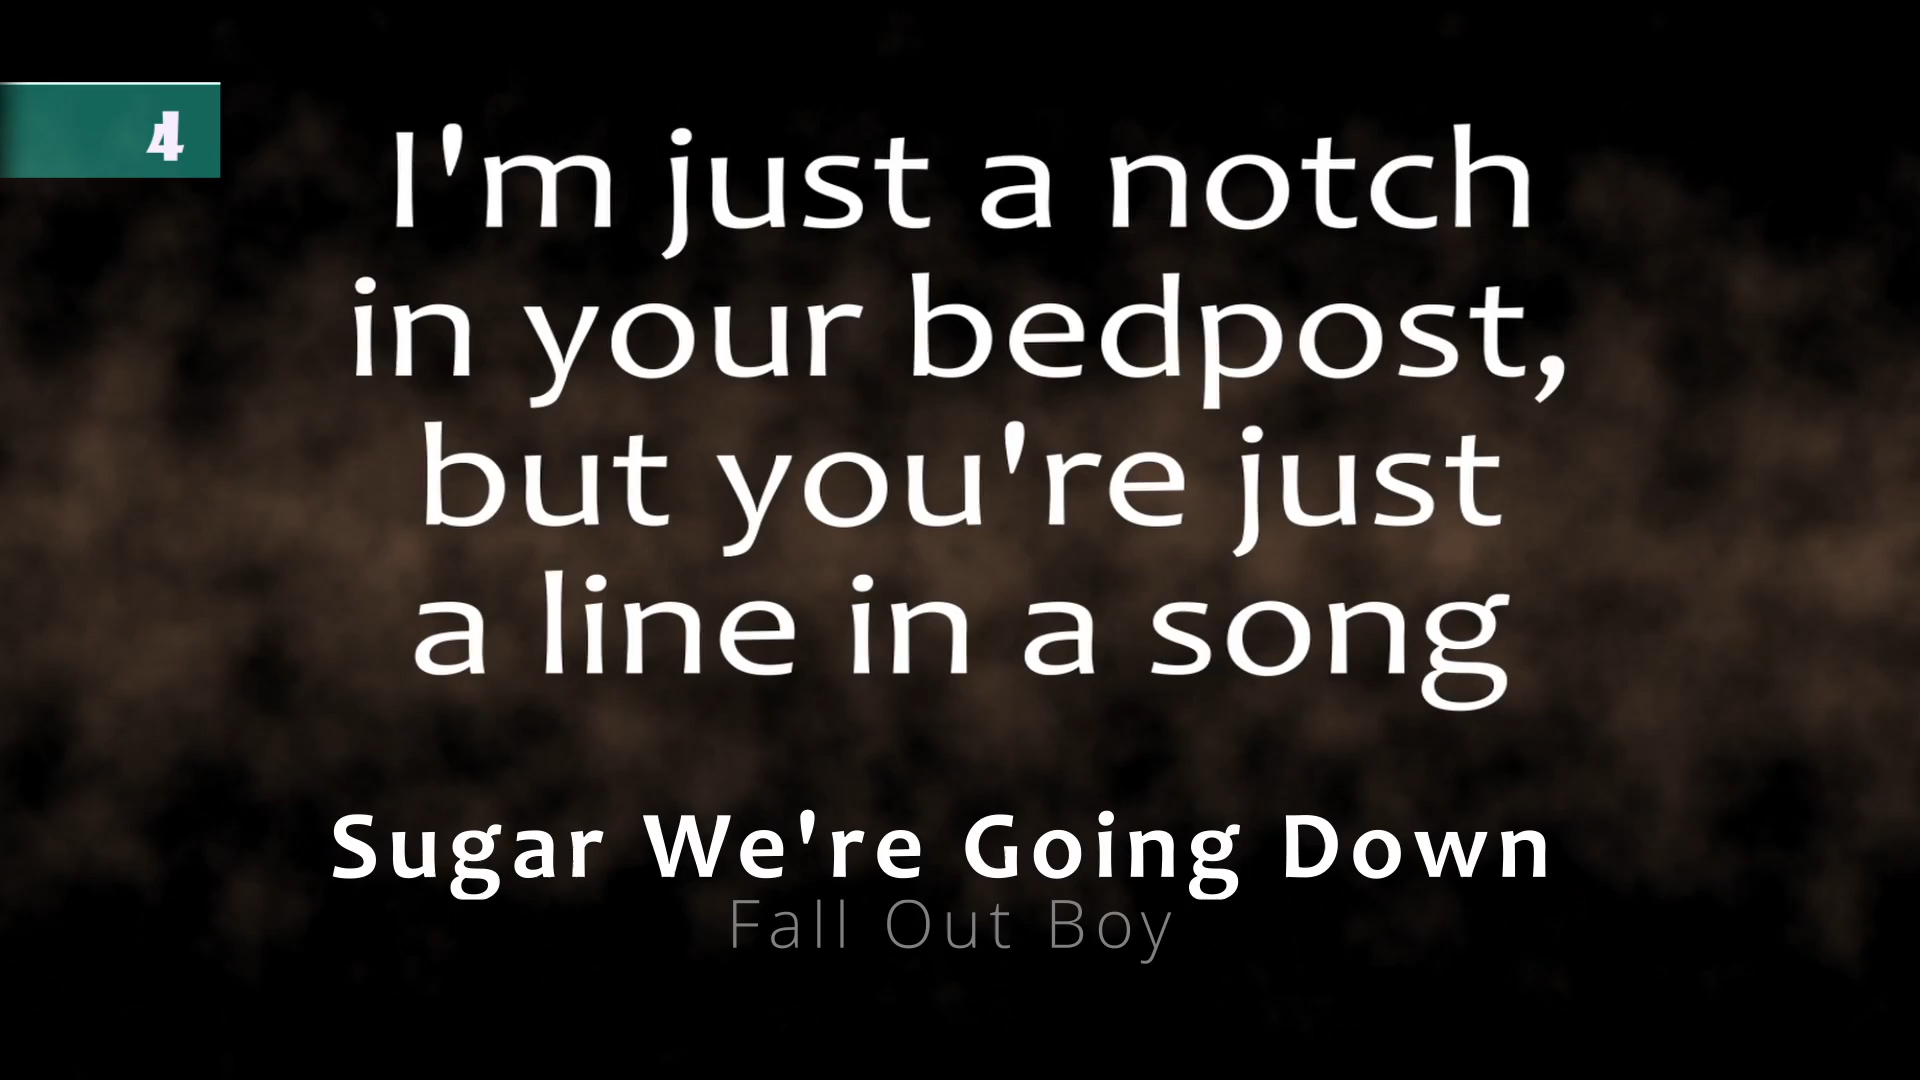 4
I'm just a notch
in your bedpost,
but you're just
a line in a song
Sugar We're Going Down
Fall Out Boy